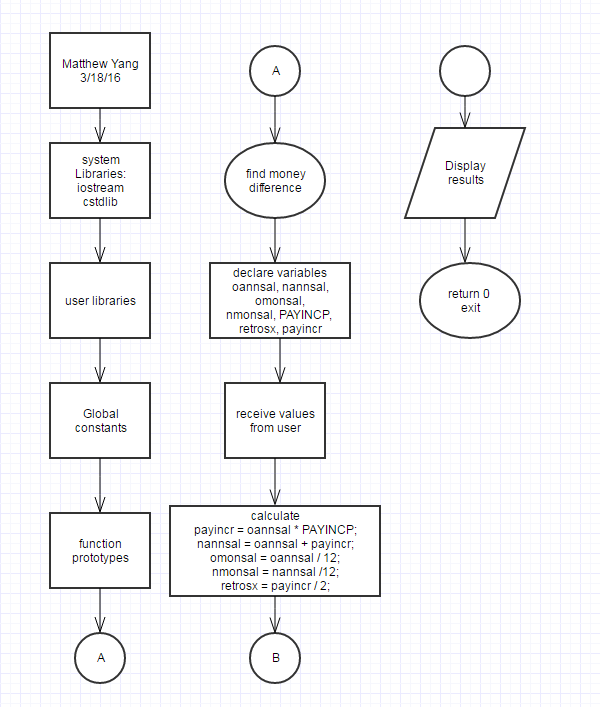 Matthew Yang
3/18/16
system
Libraries:
iostream
cstdlib
user libraries
Global
constants
function
prototypes
A
A
find money
difference
declare variables
oannsal, nannsal,
omonsal,
nmonsal, PAYINCP,
retrosx, payincr
receive values
from user
calculate
payincr = oannsal * PAYINCP;
nannsal = oannsal + payincr;
omonsal = oannsal / 12;
nmonsal = nannsal /12;
retrosx = payincr / 2;
B
Display
results
return 0
exit